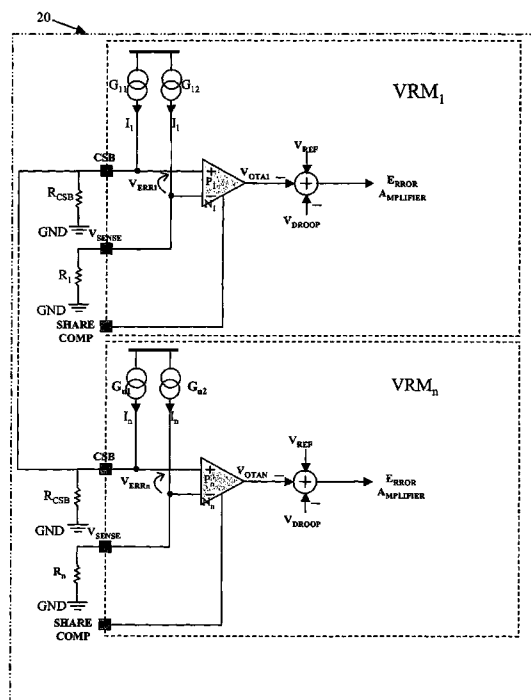 20
G11 G12
VRM1
I1 I1
CSB
VREF
VERR1
P1
N1
VOTA1
ERROR
AMPLIFIER
RCSB
GND
VSENSE
VDROOP
R1
GND
SHARE
COMP
Gn1 Gn2
VRMn
In In
CSB
VREF
VERRn
Pn
Nn
VOTAN
ERROR
AMPLIFIER
RCSB
GND
VSENSE
VDROOP
Rn
GND
SHARE
COMP